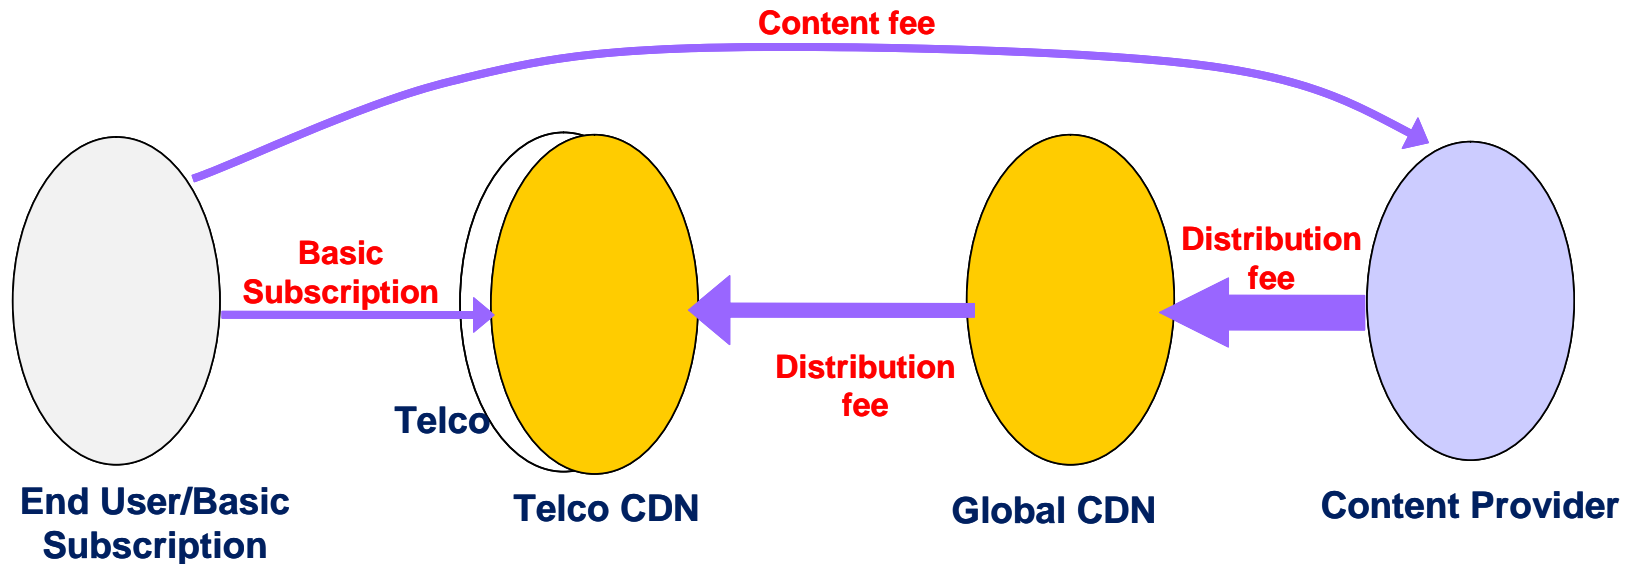 Content fee
Basic
Subscription
Distribution
fee
Distribution
fee
Telco
End User/Basic
Subscription
Telco CDN
Global CDN
Content Provider